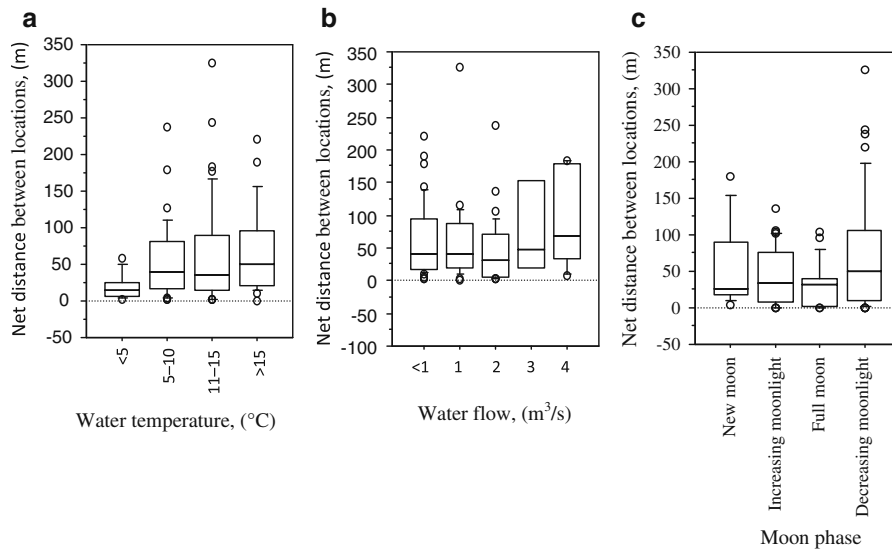 a
350
300
250
200
150
100
50
0
-50
Net distance between locations, (m)
<5
5–10
11–15
>15
Water temperature, (°C)
b
350
300
250
200
150
100
50
0
-50
-100
Net distance between locations, (m)
<1 1 2 3 4
Water flow, (m³/s)
c
350
300
250
200
150
100
50
0
-50
Net distance between locations, (m)
New moon
Increasing moonlight
Full moon
Decreasing moonlight
Moon phase